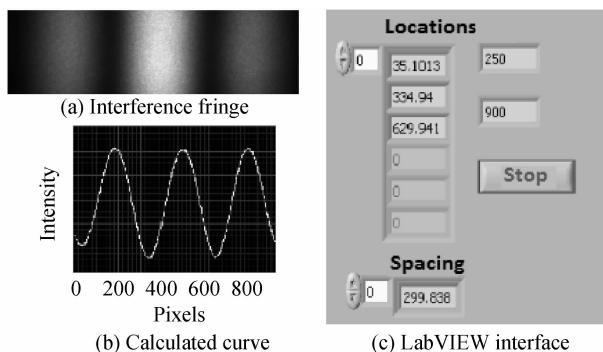 (a) Interference fringe
Intensity
0 200 400 600 800
Pixels
(b) Calculated curve
Locations
0
35.1013
334.94
629.941
0
0
0
250
900
Stop
Spacing
0
299.838
(c) LabVIEW interface